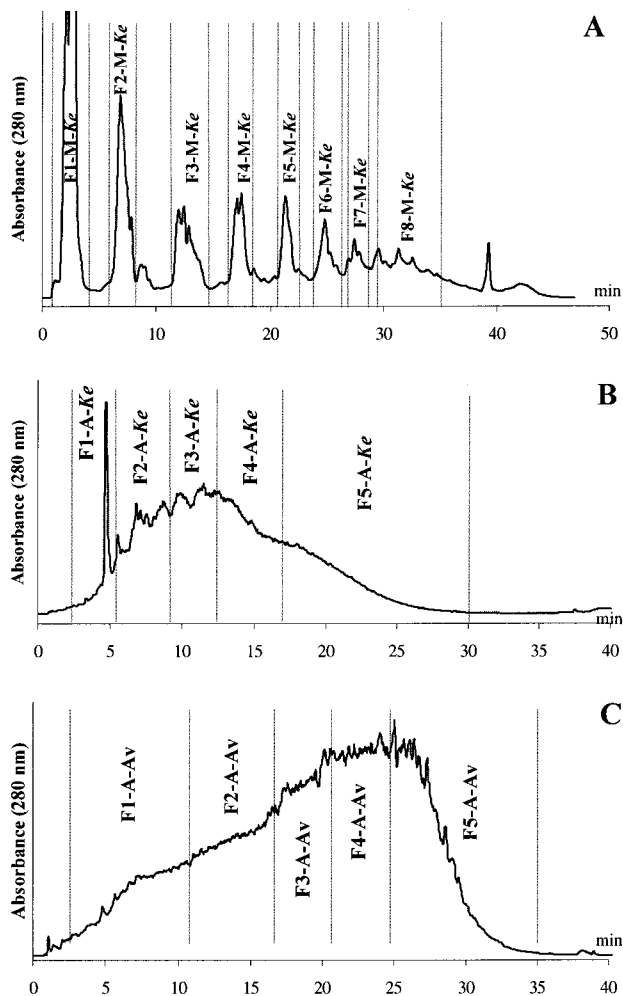 A
Absorbance (280 nm)
F1-M-Ke
F2-M-Ke
F3-M-Ke
F4-M-Ke
F5-M-Ke
F6-M-Ke
F7-M-Ke
F8-M-Ke
min
0 10 20 30 40 50
B
Absorbance (280 nm)
F1-A-Ke
F2-A-Ke
F3-A-Ke
F4-A-Ke
F5-A-Ke
min
0 5 10 15 20 25 30 35 40
C
Absorbance (280 nm)
F1-A-Av
F2-A-Av
F3-A-Av
F4-A-Av
F5-A-Av
min
0 5 10 15 20 25 30 35 40